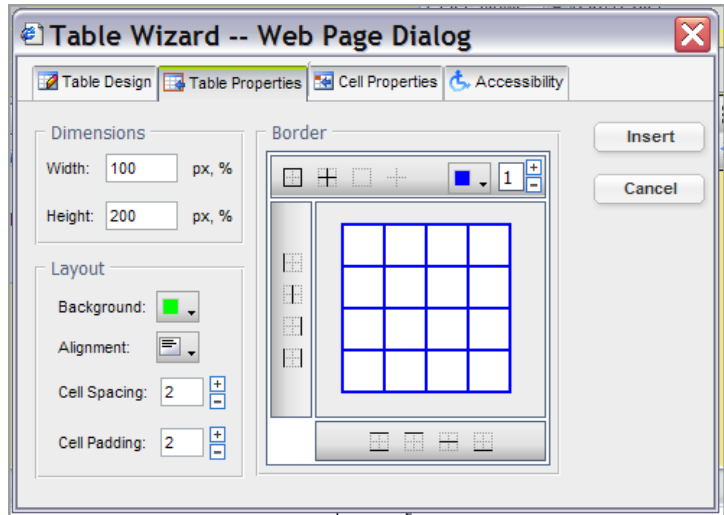 Table Wizard -- Web Page Dialog
Table Design Table Properties Cell Properties Accessibility
Dimensions
Width: 100 px, %
Height: 200 px, %
Layout
Background:
Alignment:
Cell Spacing: 2
Cell Padding: 2
Border
1
Insert
Cancel